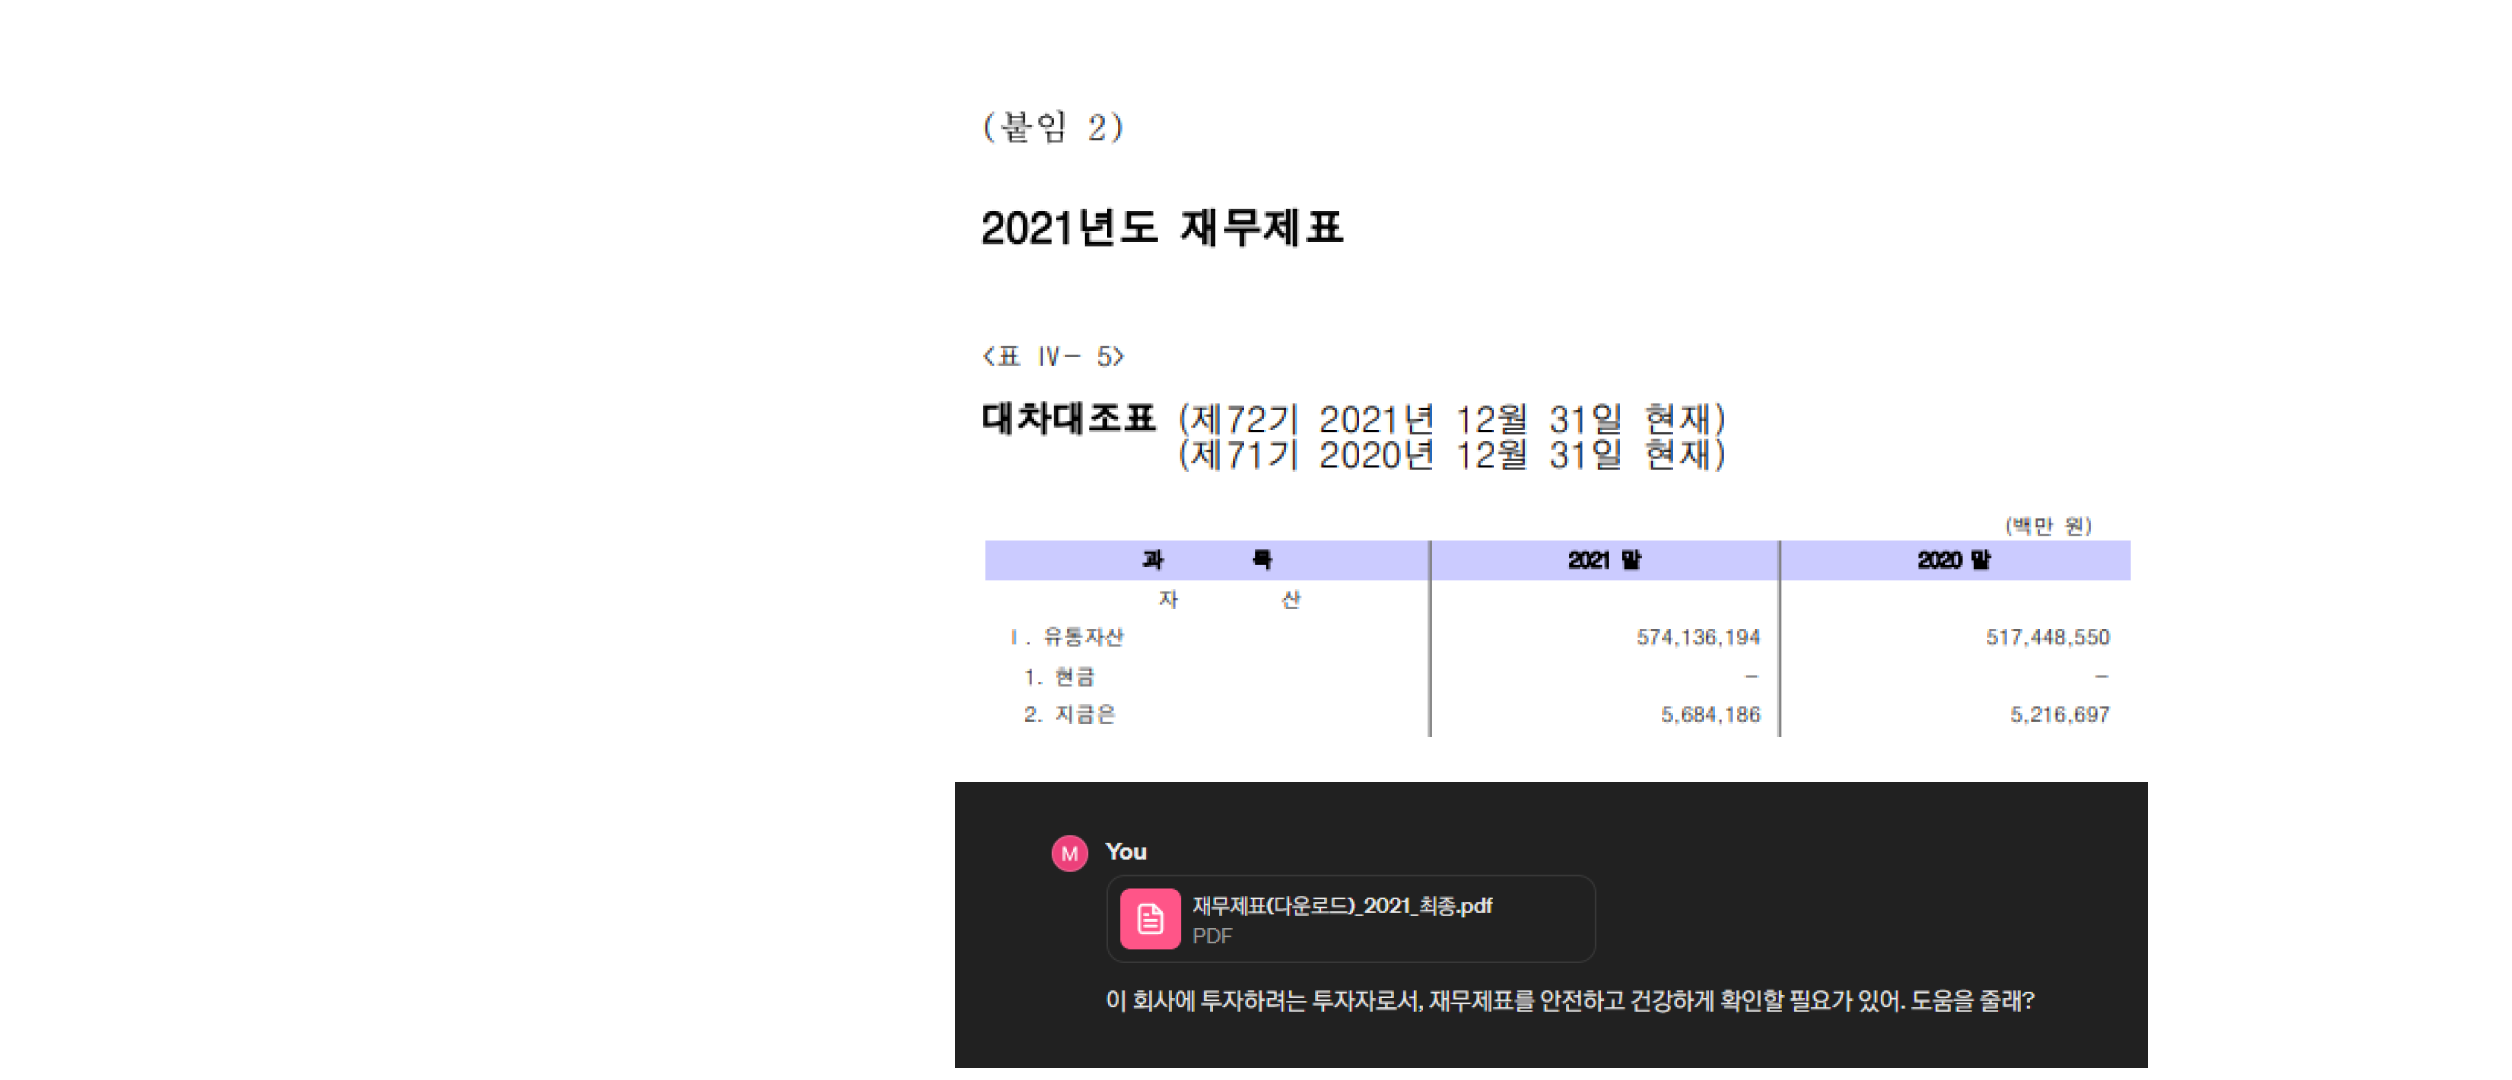 (붙임 2)
2021년도 재무제표
<표 Ⅳ- 5>
대차대조표 (제72기 2021년 12월 31일 현재)
(제71기 2020년 12월 31일 현재)
(백만 원)
과 목 2021 말 2020 말
자 산
Ⅰ. 유동자산 574,136,194 517,448,550
1. 현금 - -
2. 지금은 5,684,186 5,216,697
M You
재무제표(다운로드)_2021_최종.pdf
PDF
이 회사에 투자하려는 투자자로서, 재무제표를 안전하고 건강하게 확인할 필요가 있어. 도움을 줄래?